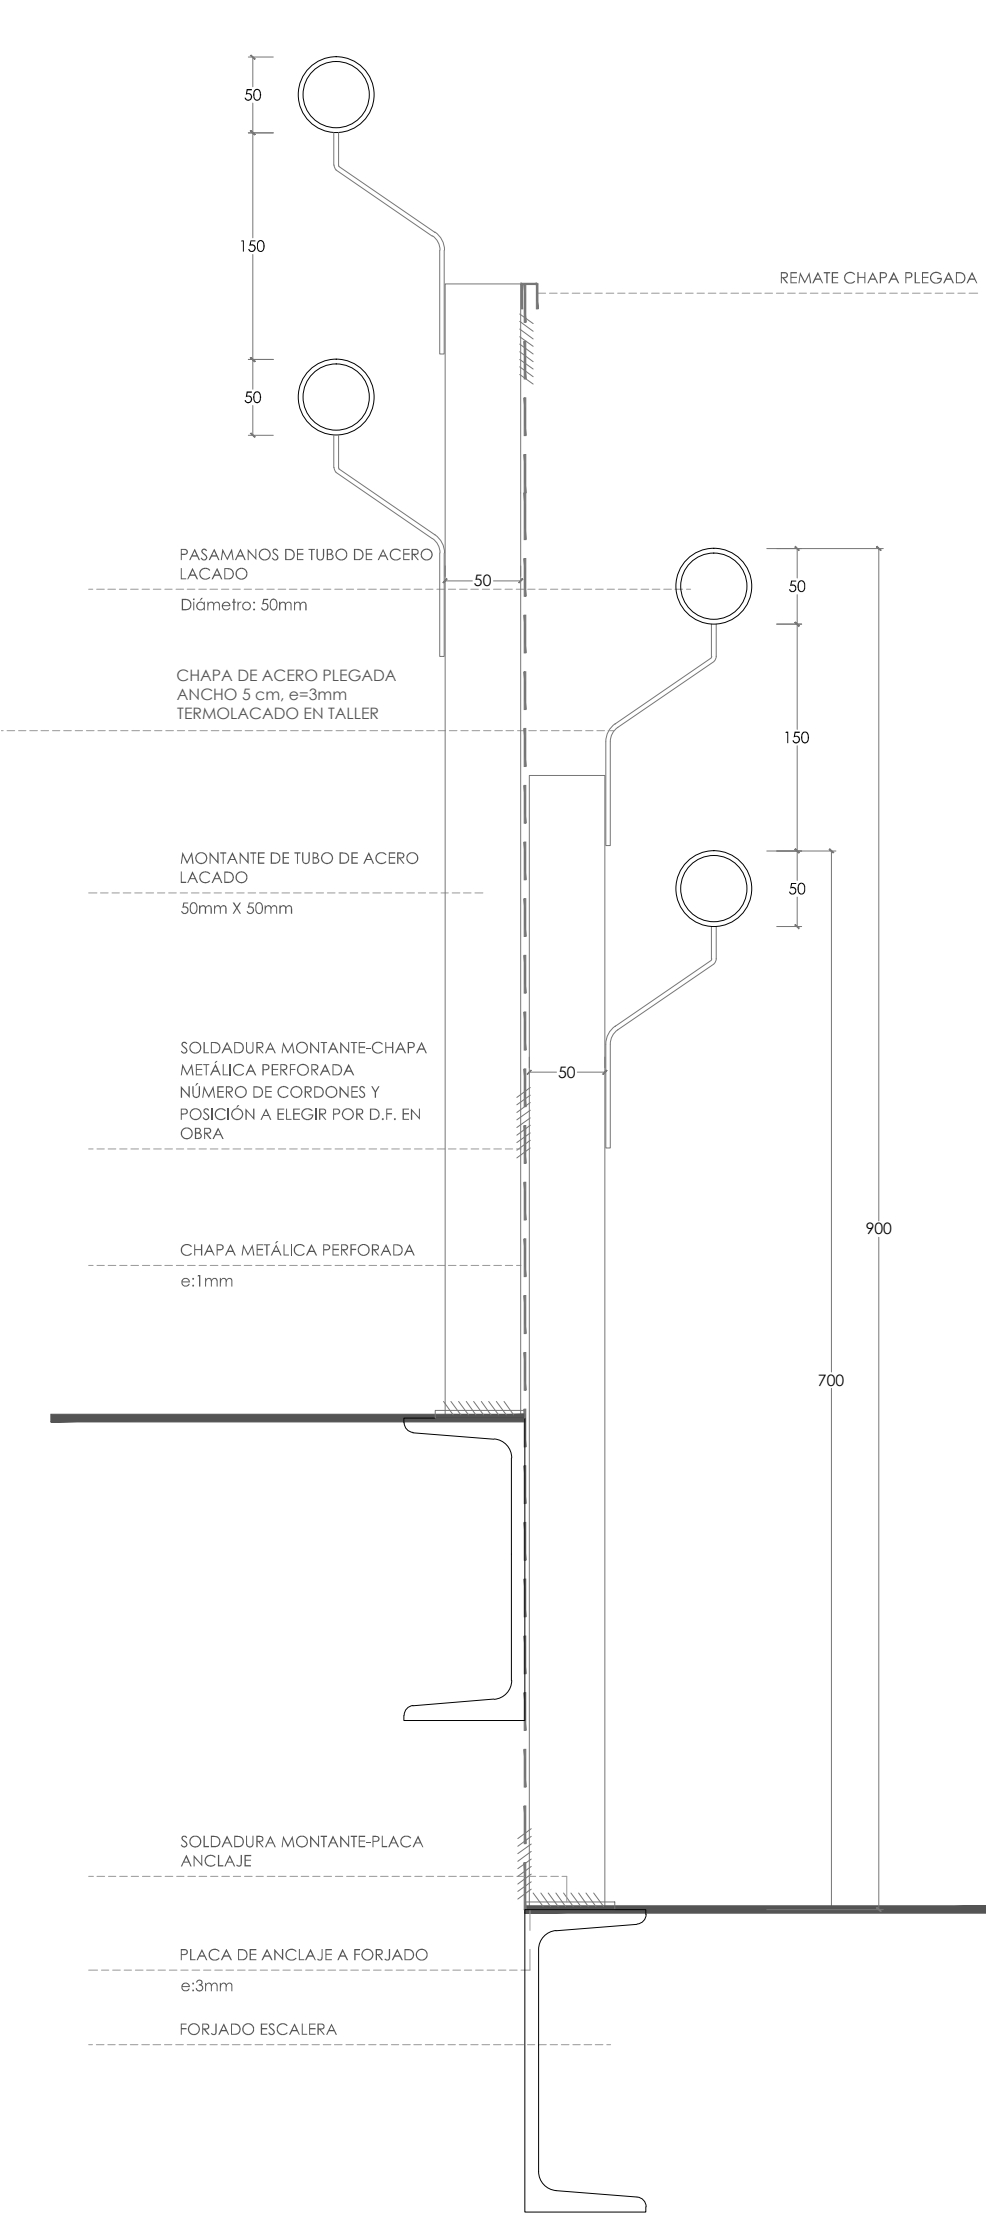 50
150
REMATE CHAPA PLEGADA
50
PASAMANOS DE TUBO DE ACERO
LACADO
Diámetro: 50mm
50
50
CHAPA DE ACERO PLEGADA
ANCHO 5 cm, e=3mm
TERMOLACADO EN TALLER
150
MONTANTE DE TUBO DE ACERO
LACADO
50mm X 50mm
50
SOLDADURA MONTANTE-CHAPA
METÁLICA PERFORADA
NÚMERO DE CORDONES Y
POSICIÓN A ELEGIR POR D.F. EN
OBRA
50
900
CHAPA METÁLICA PERFORADA
e:1mm
700
SOLDADURA MONTANTE-PLACA
ANCLAJE
PLACA DE ANCLAJE A FORJADO
e:3mm
FORJADO ESCALERA